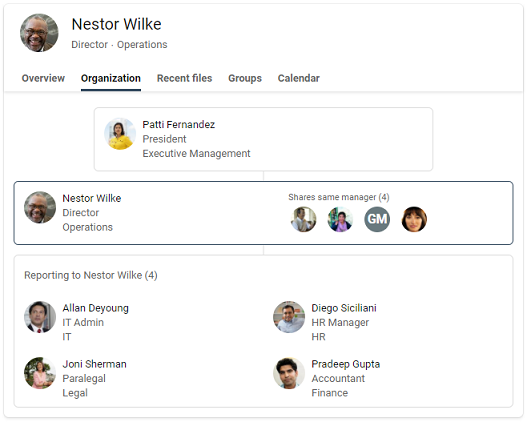 Nestor Wilke
Director · Operations
Overview Organization Recent files Groups Calendar
Patti Fernandez
President
Executive Management
Nestor Wilke
Director
Operations
Shares same manager (4)
GM
Reporting to Nestor Wilke (4)
Allan Deyoung
IT Admin
IT
Diego Siciliani
HR Manager
HR
Joni Sherman
Paralegal
Legal
Pradeep Gupta
Accountant
Finance